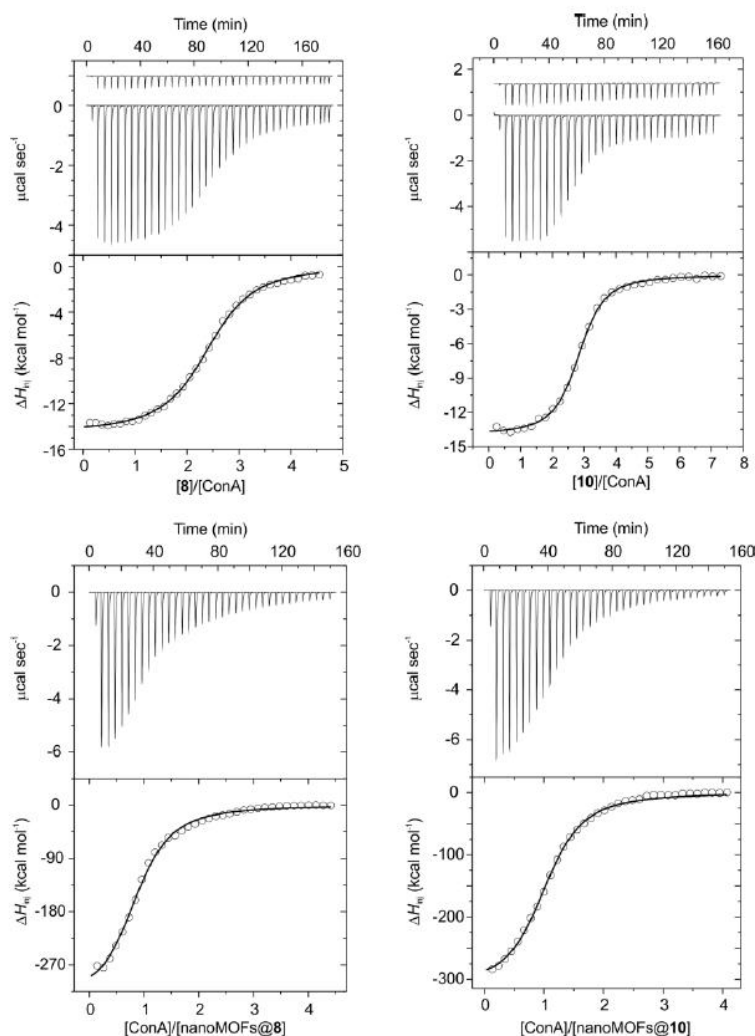 Time (min)
0 40 80 120 160
μcal sec⁻¹
0
-2
-4
ΔH_inj (kcal mol⁻¹)
0
-4
-8
-12
-16
0 1 2 3 4 5
[8]/[ConA]
Time (min)
0 40 80 120 160
μcal sec⁻¹
2
0
-2
-4
ΔH_inj (kcal mol⁻¹)
0
-3
-6
-9
-12
-15
0 1 2 3 4 5 6 7 8
[10]/[ConA]
Time (min)
0 40 80 120 160
μcal sec⁻¹
0
-2
-4
-6
ΔH_inj (kcal mol⁻¹)
0
-90
-180
-270
0 1 2 3 4
[ConA]/[nanoMOFs@8]
Time (min)
0 40 80 120 160
μcal sec⁻¹
0
-2
-4
-6
ΔH_inj (kcal mol⁻¹)
0
-100
-200
-300
0 1 2 3 4
[ConA]/[nanoMOFs@10]